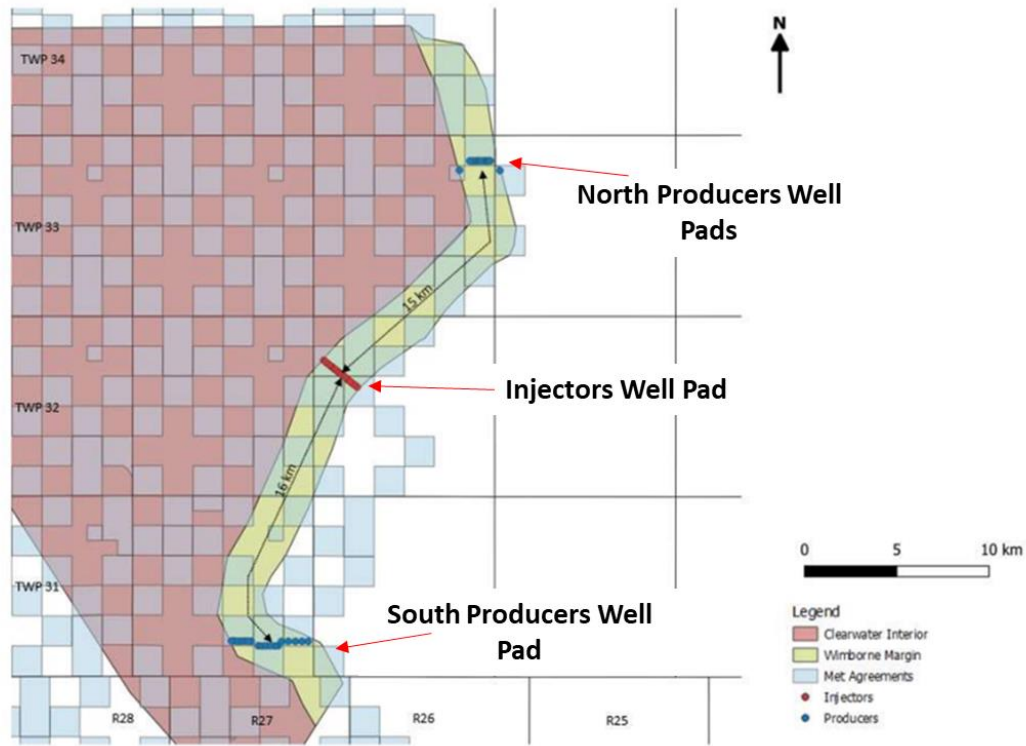 TWP 34
N
North Producers Well
Pads
TWP 33
15 km
Injectors Well Pad
TWP 32
16 km
0 5 10 km
TWP 31
South Producers Well
Pad
Legend
Clearwater Interior
Wimborne Margin
Met Agreements
Injectors
Producers
R28 R27 R26 R25